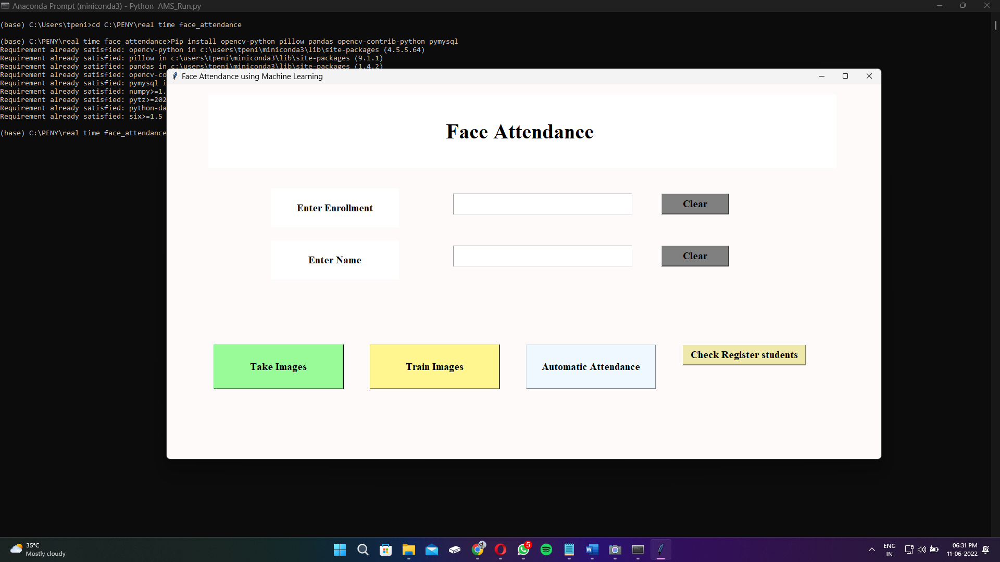 Anaconda Prompt (miniconda3) - Python  AMS_Run.py
(base) C:\Users\tpeni>cd C:\PENY\real time face_attendance
(base) C:\PENY\real time face_attendance>Pip install opencv-python pillow pandas opencv-contrib-python pymysql
Requirement already satisfied: opencv-python in c:\users\tpeni\miniconda3\lib\site-packages (4.5.5.64)
Requirement already satisfied: pillow in c:\users\tpeni\miniconda3\lib\site-packages (9.1.1)
Requirement already satisfied: pandas in c:\users\tpeni\miniconda3\lib\site-packages (1.4.2)
Requirement already satisfied: opencv-co
Requirement already satisfied: pymysql i
Requirement already satisfied: numpy>=1.
Requirement already satisfied: pytz>=202
Requirement already satisfied: python-da
Requirement already satisfied: six>=1.5
(base) C:\PENY\real time face_attendance
Face Attendance using Machine Learning
Face Attendance
Enter Enrollment
Clear
Enter Name
Clear
Take Images
Train Images
Automatic Attendance
Check Register students
35°C
Mostly cloudy
5
ENG
IN
06:31 PM
11-06-2022